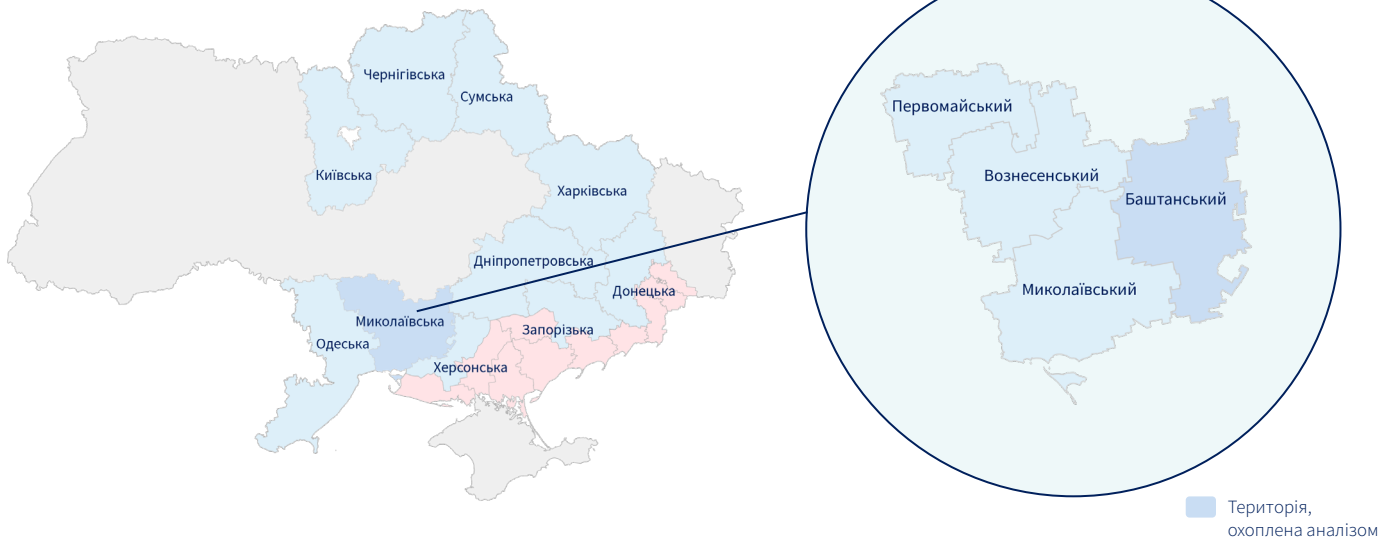 Чернігівська
Сумська
Київська
Харківська
Дніпропетровська
Донецька
Миколаївська
Запорізька
Одеська
Херсонська
Первомайський
Вознесенський
Баштанський
Миколаївський
Територія,
охоплена аналізом